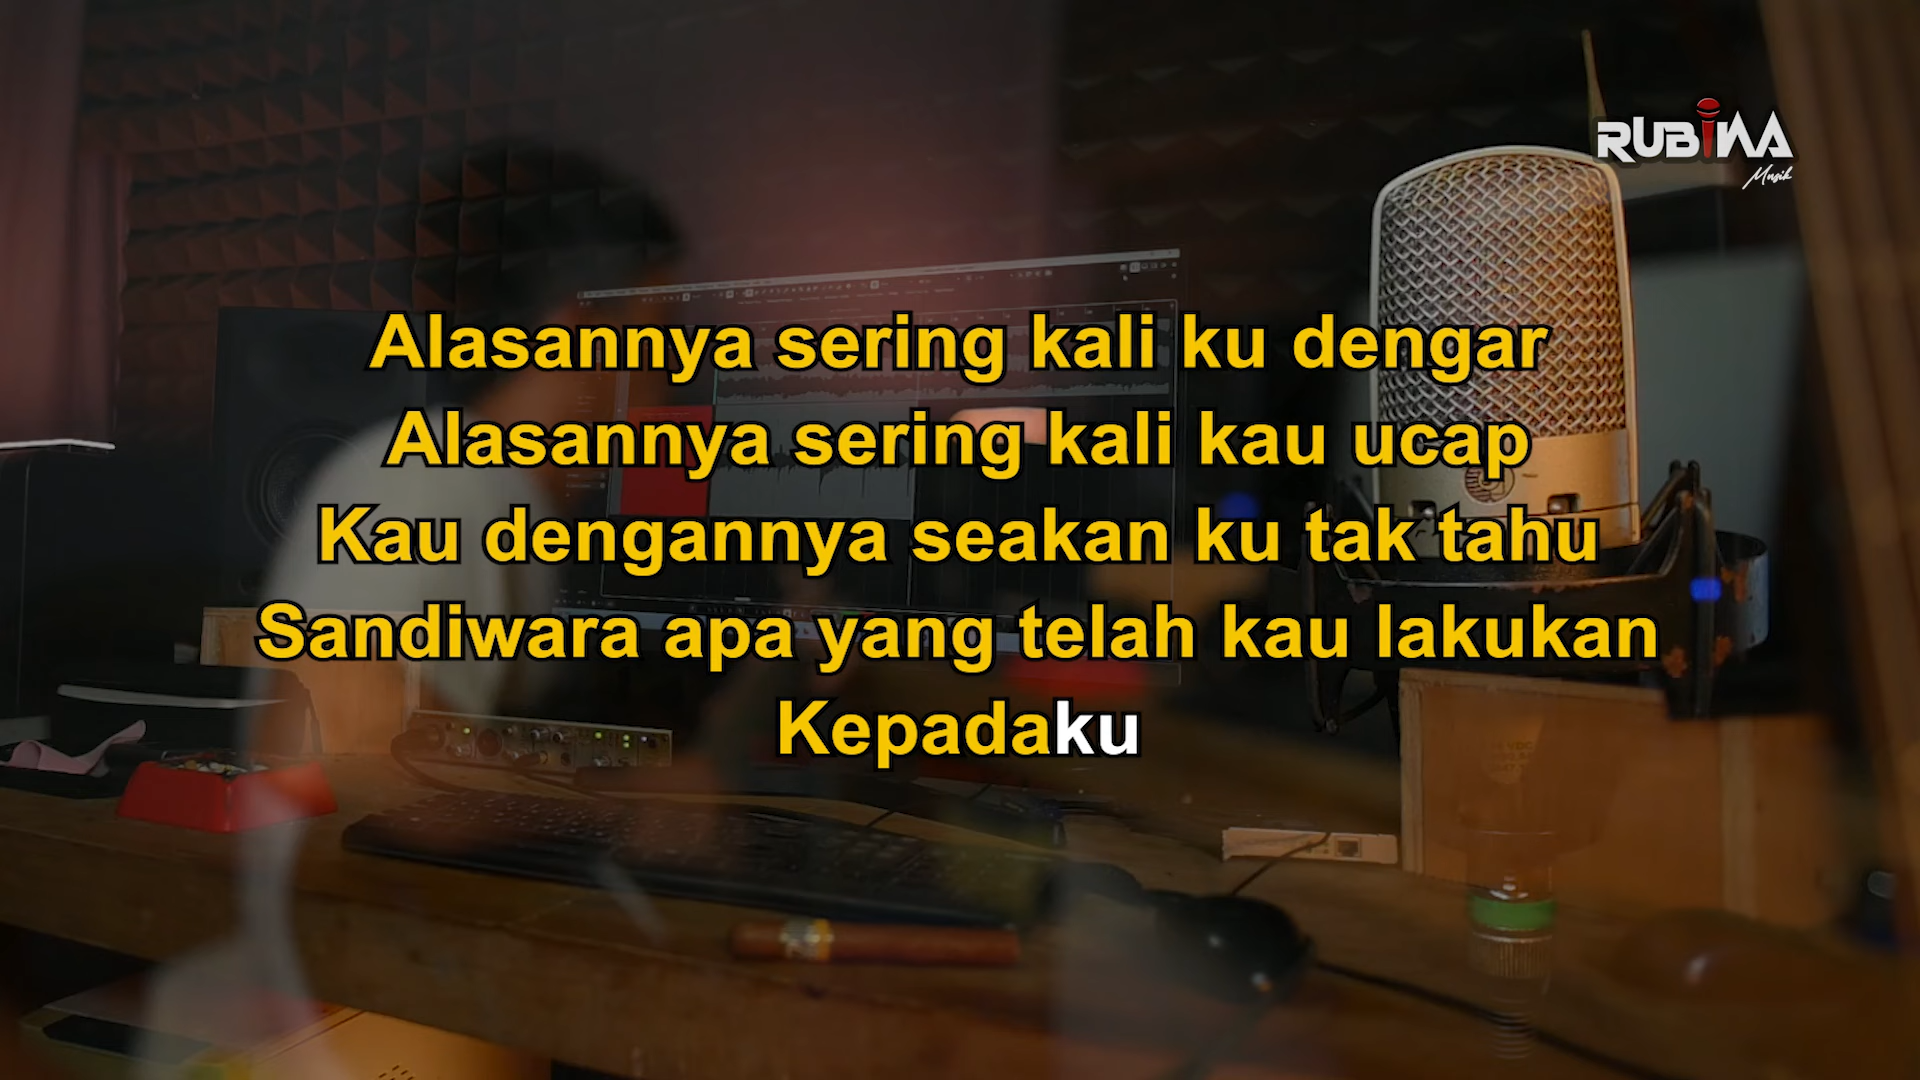 RUBINA
Musik
Alasannya sering kali ku dengar
Alasannya sering kali kau ucap
Kau dengannya seakan ku tak tahu
Sandiwara apa yang telah kau lakukan
Kepadaku